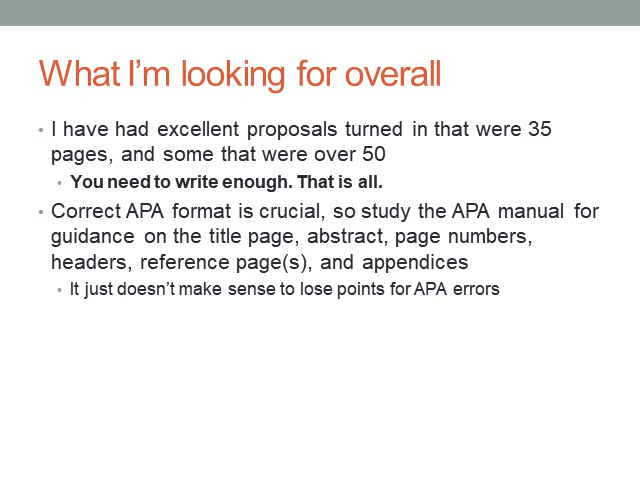 What I’m looking for overall
• I have had excellent proposals turned in that were 35
pages, and some that were over 50
• You need to write enough. That is all.
• Correct APA format is crucial, so study the APA manual for
guidance on the title page, abstract, page numbers,
headers, reference page(s), and appendices
• It just doesn’t make sense to lose points for APA errors